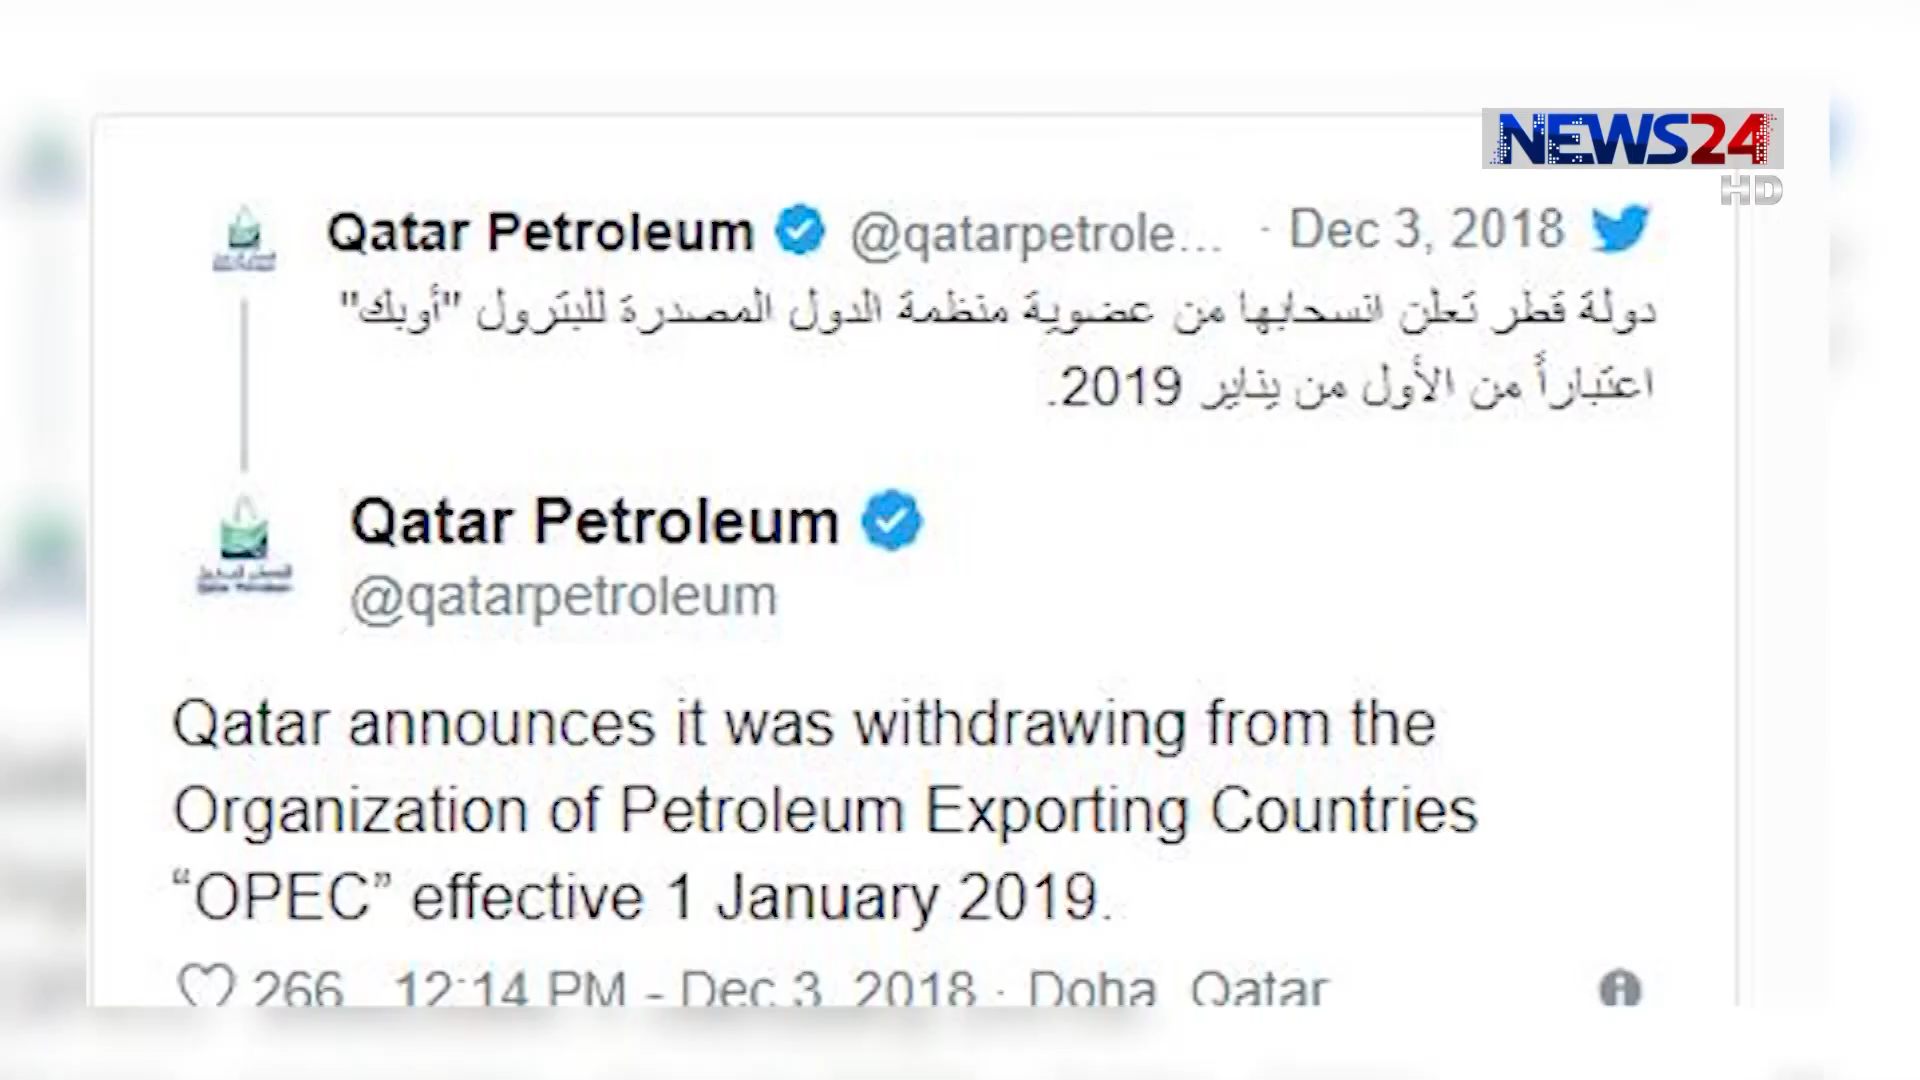 NEWS24
HD
Qatar Petroleum @qatarpetrole... · Dec 3, 2018
دولة قطر تعلن انسحابها من عضوية منظمة الدول المصدرة للبترول "أوبك"
اعتباراً من الأول من يناير 2019.
Qatar Petroleum
@qatarpetroleum
Qatar announces it was withdrawing from the
Organization of Petroleum Exporting Countries
“OPEC” effective 1 January 2019.
266 12:14 PM - Dec 3, 2018 · Doha, Qatar